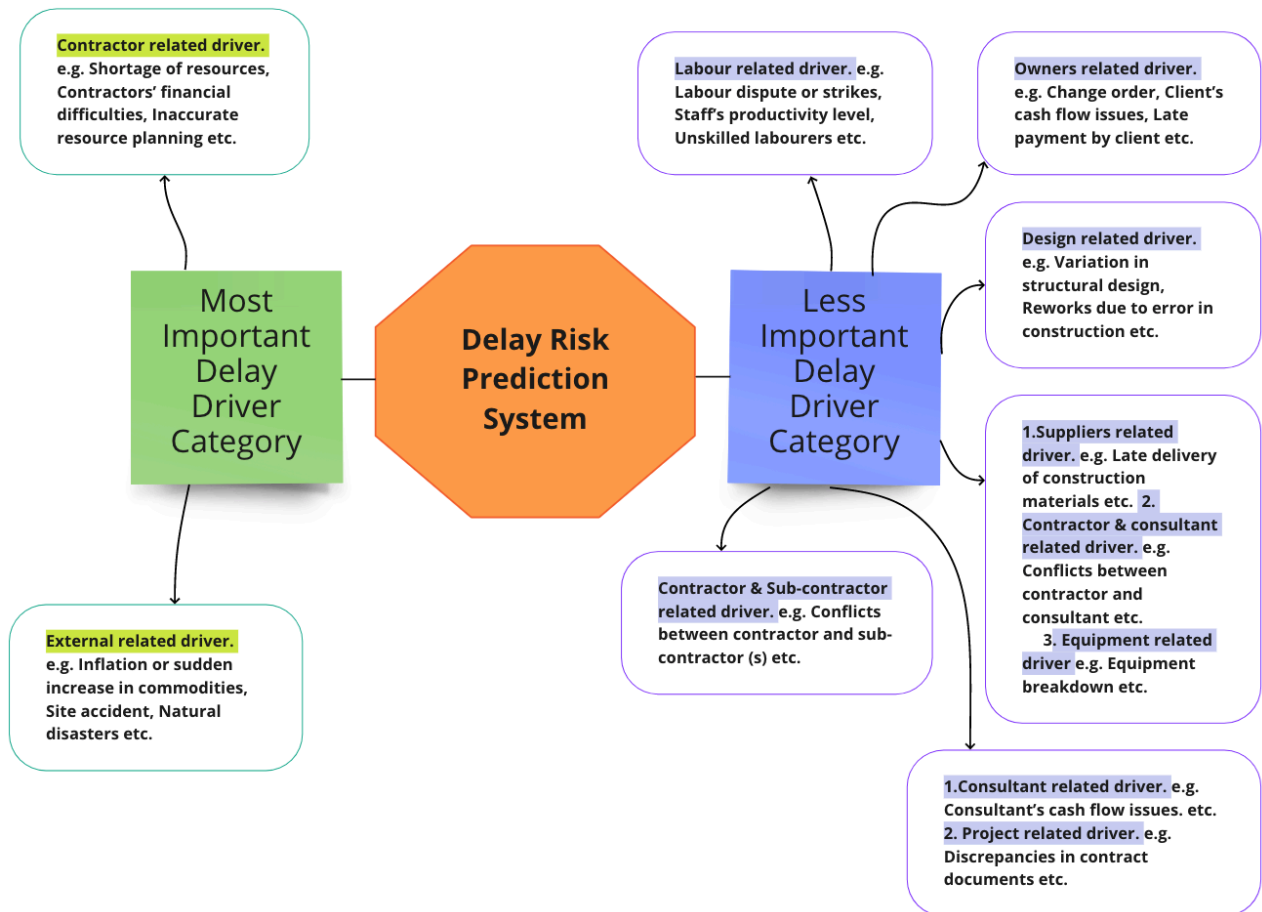 Contractor related driver.
e.g. Shortage of resources,
Contractors’ financial
difficulties, Inaccurate
resource planning etc.
Labour related driver. e.g.
Labour dispute or strikes,
Staff’s productivity level,
Unskilled labourers etc.
Owners related driver.
e.g. Change order, Client’s
cash flow issues, Late
payment by client etc.
Design related driver.
e.g. Variation in
structural design,
Reworks due to error in
construction etc.
Most
Important
Delay
Driver
Category
Delay Risk
Prediction
System
Less
Important
Delay
Driver
Category
1.Suppliers related
driver. e.g. Late delivery
of construction
materials etc. 2.
Contractor & consultant
related driver. e.g.
Conflicts between
contractor and
consultant etc.
3. Equipment related
driver e.g. Equipment
breakdown etc.
Contractor & Sub-contractor
related driver. e.g. Conflicts
between contractor and sub-
contractor (s) etc.
External related driver.
e.g. Inflation or sudden
increase in commodities,
Site accident, Natural
disasters etc.
1.Consultant related driver. e.g.
Consultant’s cash flow issues. etc.
2. Project related driver. e.g.
Discrepancies in contract
documents etc.